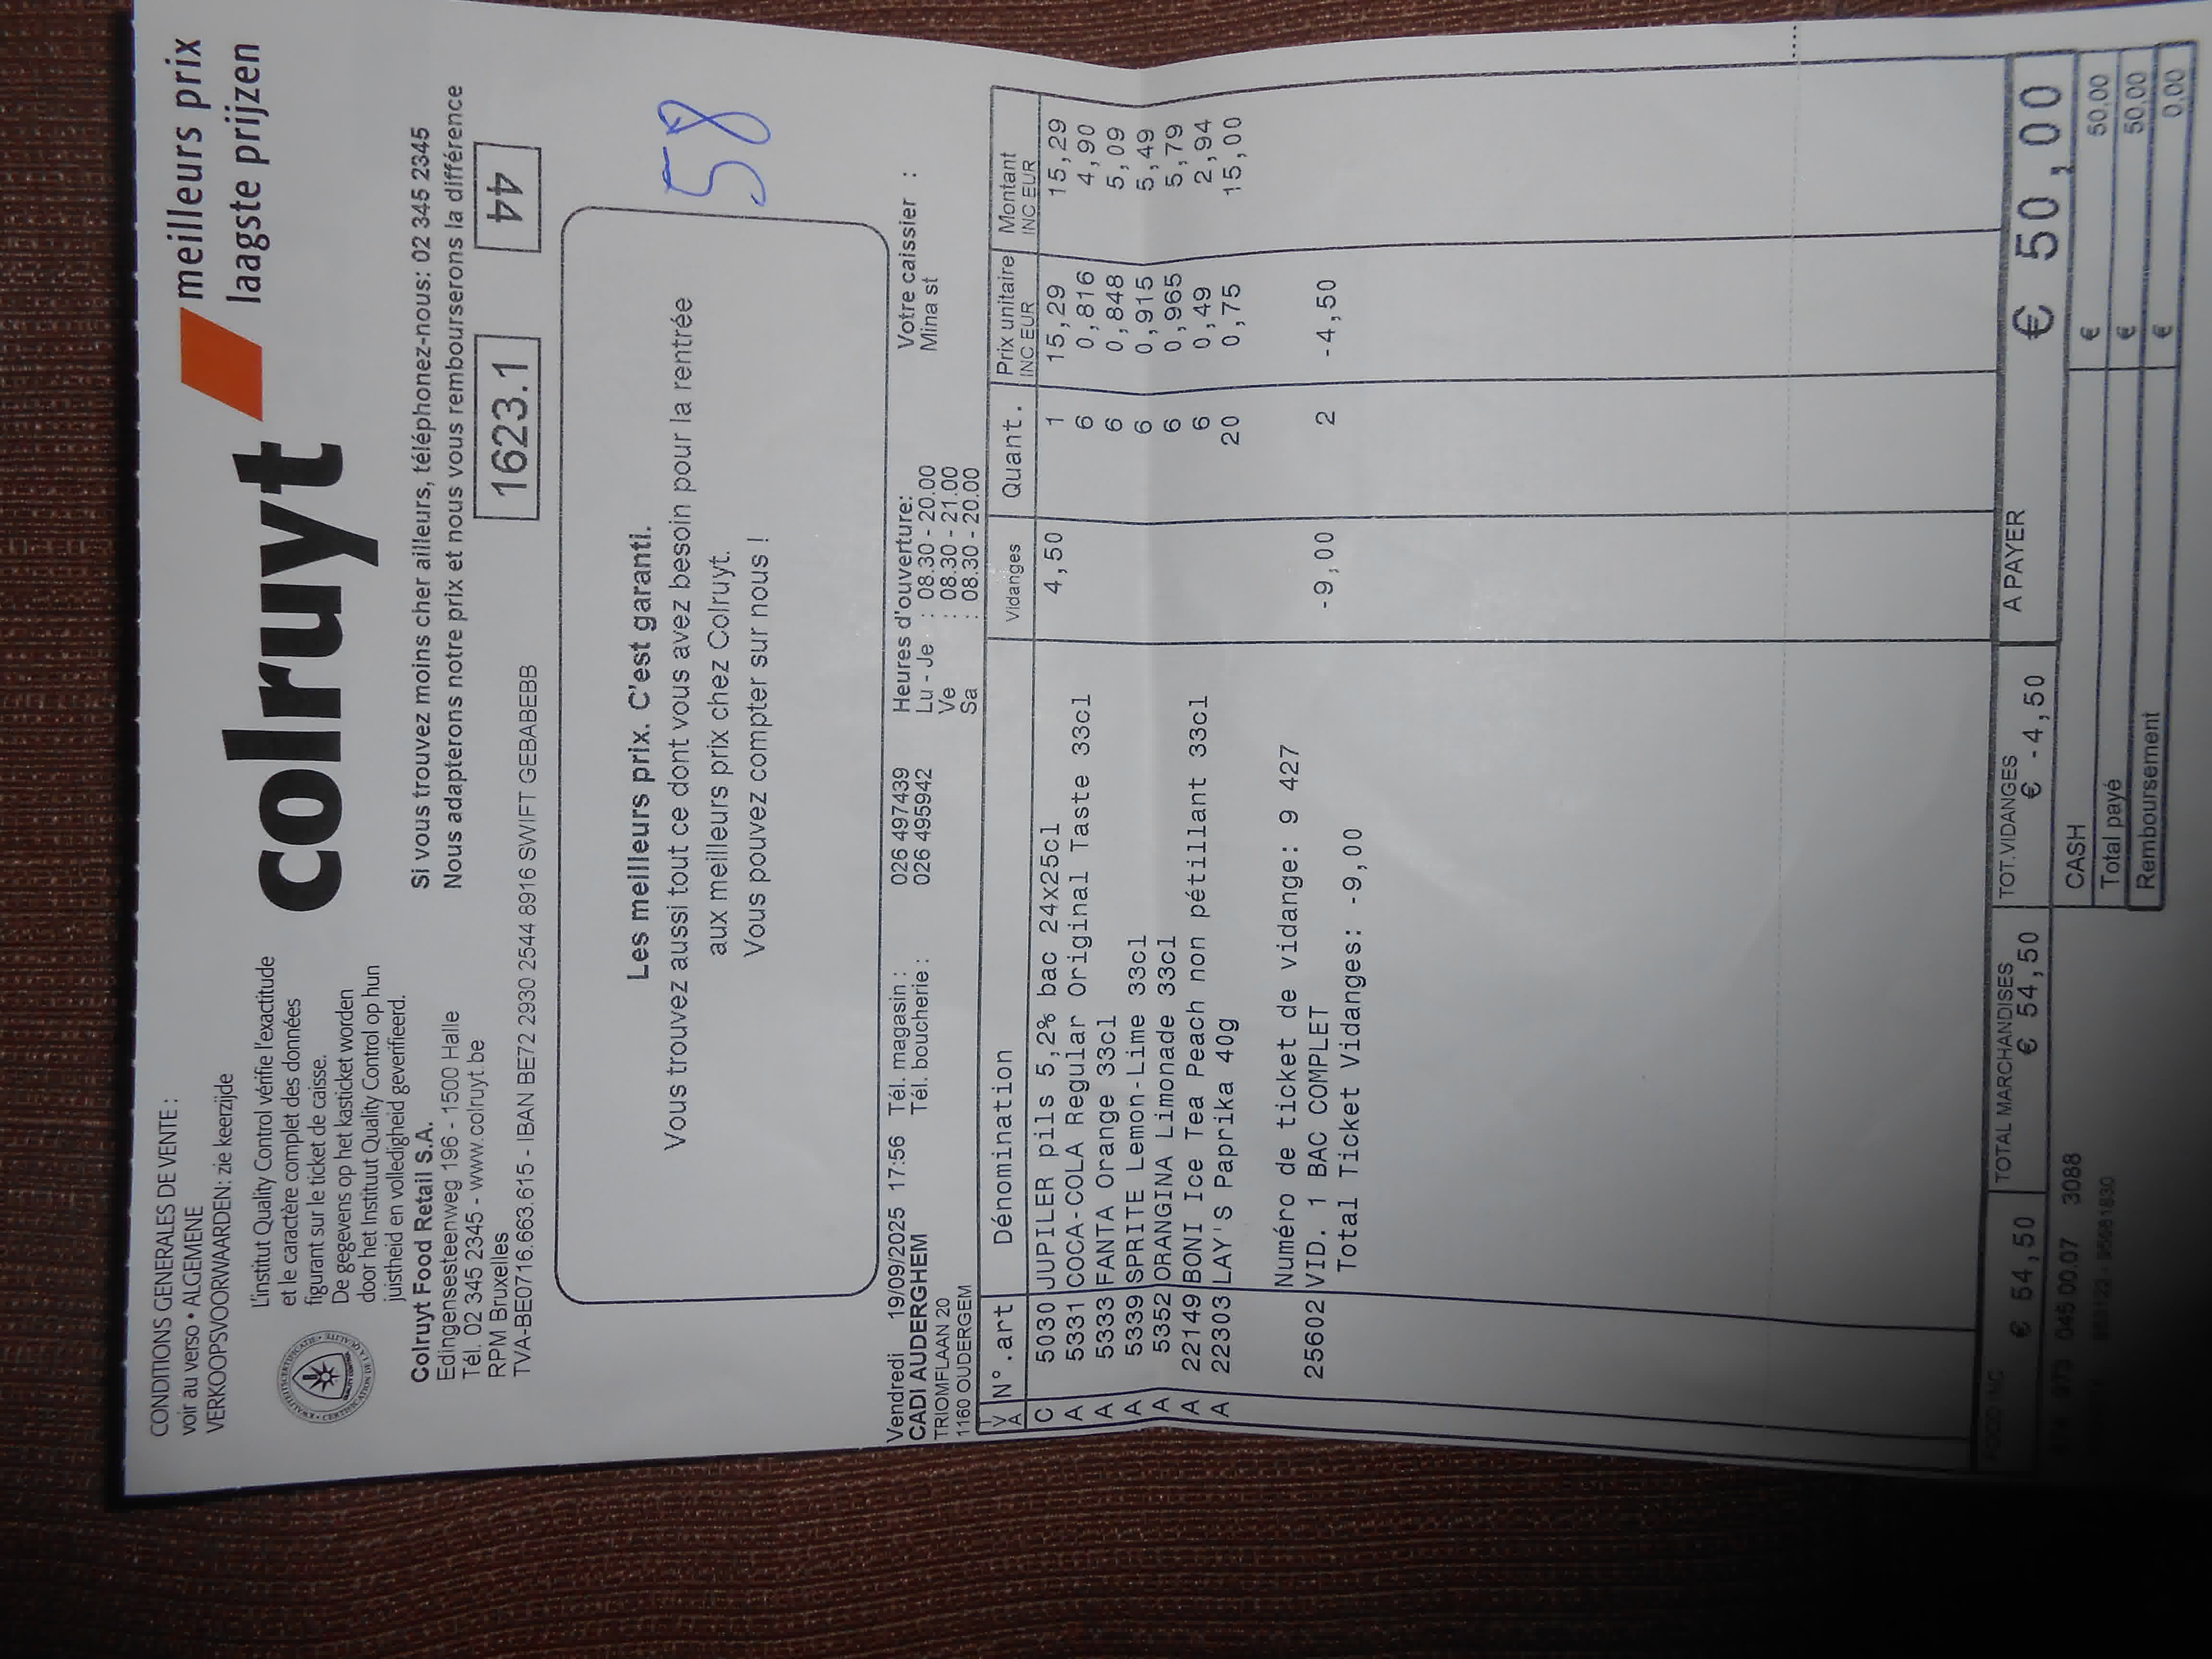 CONDITIONS GENERALES DE VENTE :
voir au verso • ALGEMENE
VERKOOPSVOORWAARDEN: zie keerzijde
L'institut Quality Control vérifie l'exactitude
et le caractère complet des données
figurant sur le ticket de caisse.
De gegevens op het kasticket worden
door het Instituut Quality Control op hun
juistheid en volledigheid geverifieerd.
colruyt
meilleurs prix
laagste prijzen
Colruyt Food Retail S.A.
Edingensesteenweg 196 - 1500 Halle
Tél. 02 345 2345 - www.colruyt.be
RPM Bruxelles
TVA-BE0716.663.615 - IBAN BE72 2930 2544 8916 SWIFT GEBABEBB
Si vous trouvez moins cher ailleurs, téléphonez-nous: 02 345 2345
Nous adapterons notre prix et nous vous rembourserons la différence
1623.1
44
Les meilleurs prix. C'est garanti.
Vous trouvez aussi tout ce dont vous avez besoin pour la rentrée
aux meilleurs prix chez Colruyt.
Vous pouvez compter sur nous !
58
Vendredi 19/09/2025 17:56 Tél. magasin : 026 497439 Heures d'ouverture: Votre caissier :
CADI AUDERGHEM Tél. boucherie : 026 495942 Lu - Je : 08.30 - 20.00 Mina st
TRIOMFLAAN 20 Ve : 08.30 - 21.00
1160 OUDERGEM Sa : 08.30 - 20.00
TVA N°.art Dénomination Vidanges Quant. Prix unitaire INC EUR Montant INC EUR
C 5030 JUPILER pils 5,2% bac 24x25cl 4,50 1 15,29 15,29
A 5331 COCA-COLA Regular Original Taste 33cl 6 0,816 4,90
A 5333 FANTA Orange 33cl 6 0,848 5,09
A 5339 SPRITE Lemon-Lime 33cl 6 0,915 5,49
A 5352 ORANGINA Limonade 33cl 6 0,965 5,79
A 22149 BONI Ice Tea Peach non pétillant 33cl 6 0,49 2,94
A 22303 LAY'S Paprika 40g 20 0,75 15,00
Numéro de ticket de vidange: 9 427
25602 VID. 1 BAC COMPLET -9,00 2 -4,50
Total Ticket Vidanges: -9,00
TOTAL MARCHANDISES TOT.VIDANGES A PAYER
€ 54,50 € 54,50 € -4,50 € 50,00
CASH € 50,00
Total payé € 50,00
Remboursement € 0,00
045 00.07 3088